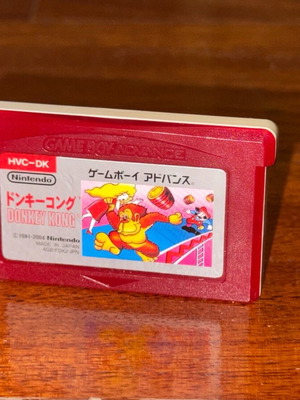 GAME BOY ADVANCE
HVC-DK
Nintendo
ゲームボーイ アドバンス
ドンキーコング
DONKEY KONG
© 1981-2004 Nintendo
MADE IN JAPAN